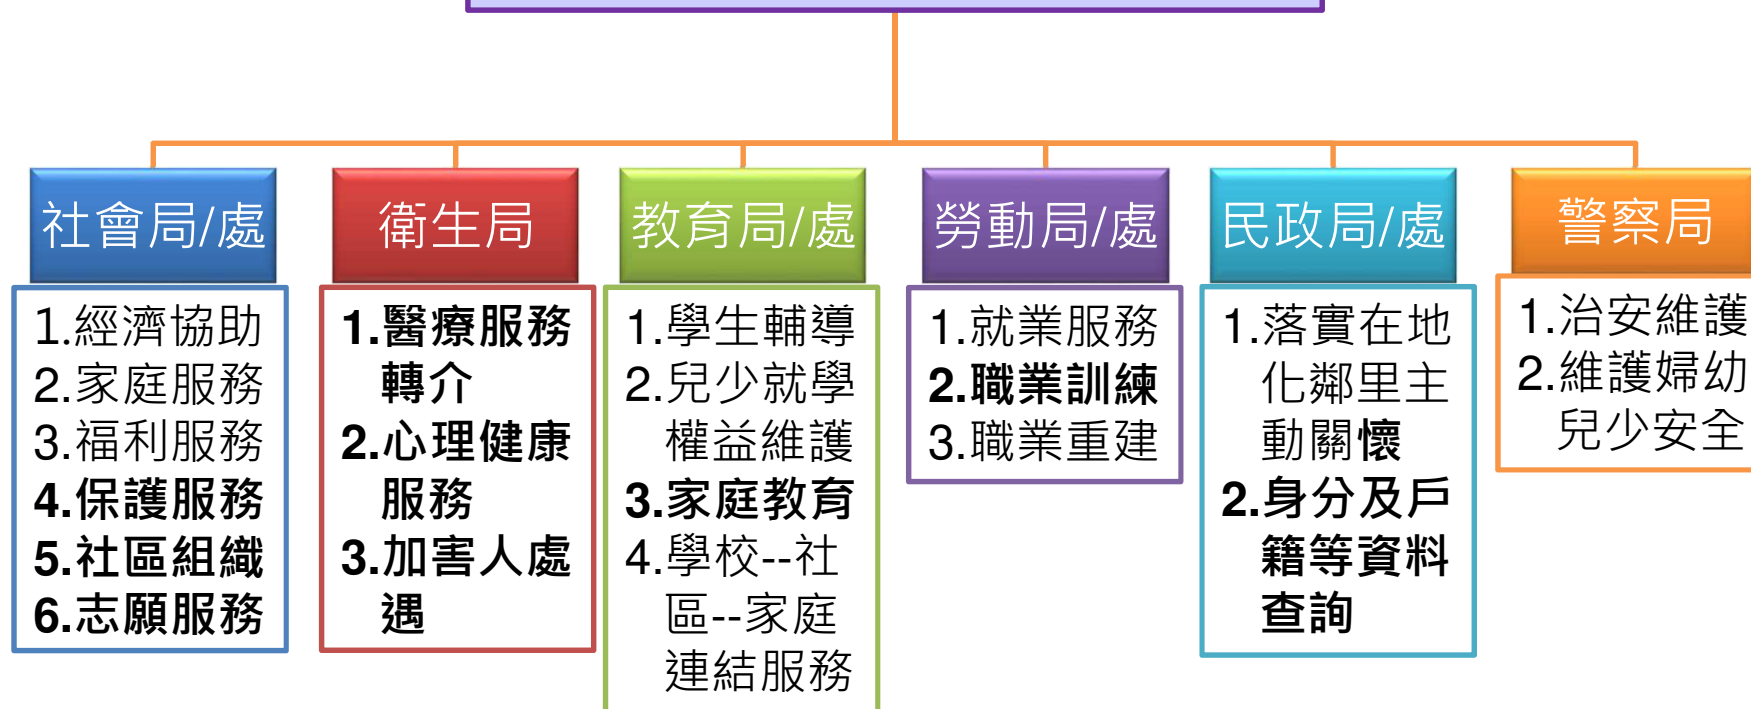 社會局/處
1.經濟協助
2.家庭服務
3.福利服務
4.保護服務
5.社區組織
6.志願服務
衛生局
1.醫療服務
轉介
2.心理健康
服務
3.加害人處
遇
教育局/處
1.學生輔導
2.兒少就學
權益維護
3.家庭教育
4.學校--社
區--家庭
連結服務
勞動局/處
1.就業服務
2.職業訓練
3.職業重建
民政局/處
1.落實在地
化鄰里主
動關懷
2.身分及戶
籍等資料
查詢
警察局
1.治安維護
2.維護婦幼
兒少安全